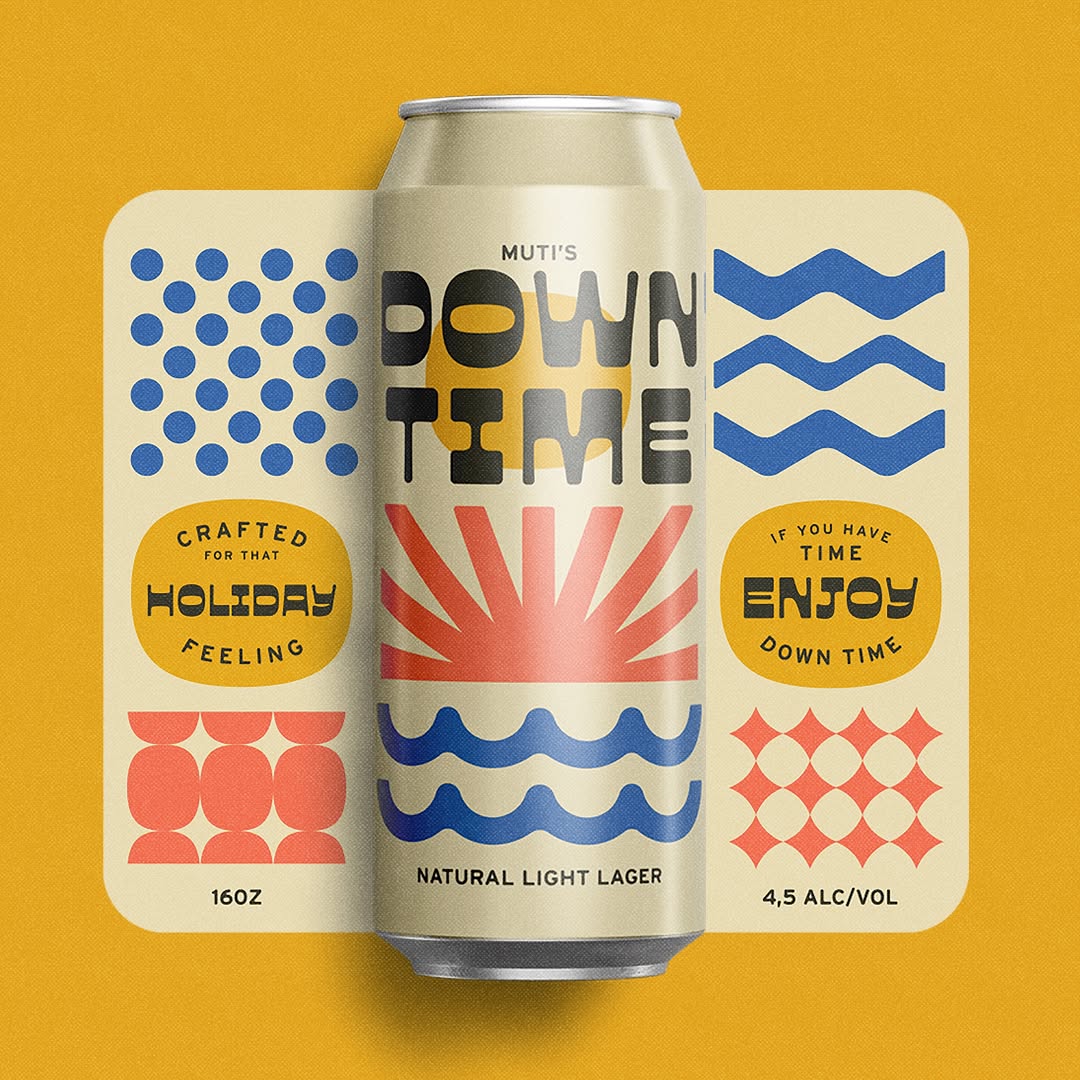 MUTI'S
DOWN
TIME
NATURAL LIGHT LAGER
CRAFTED
FOR THAT
HOLIDAY
FEELING
16OZ
IF YOU HAVE
TIME
ENJOY
DOWN TIME
4,5 ALC/VOL